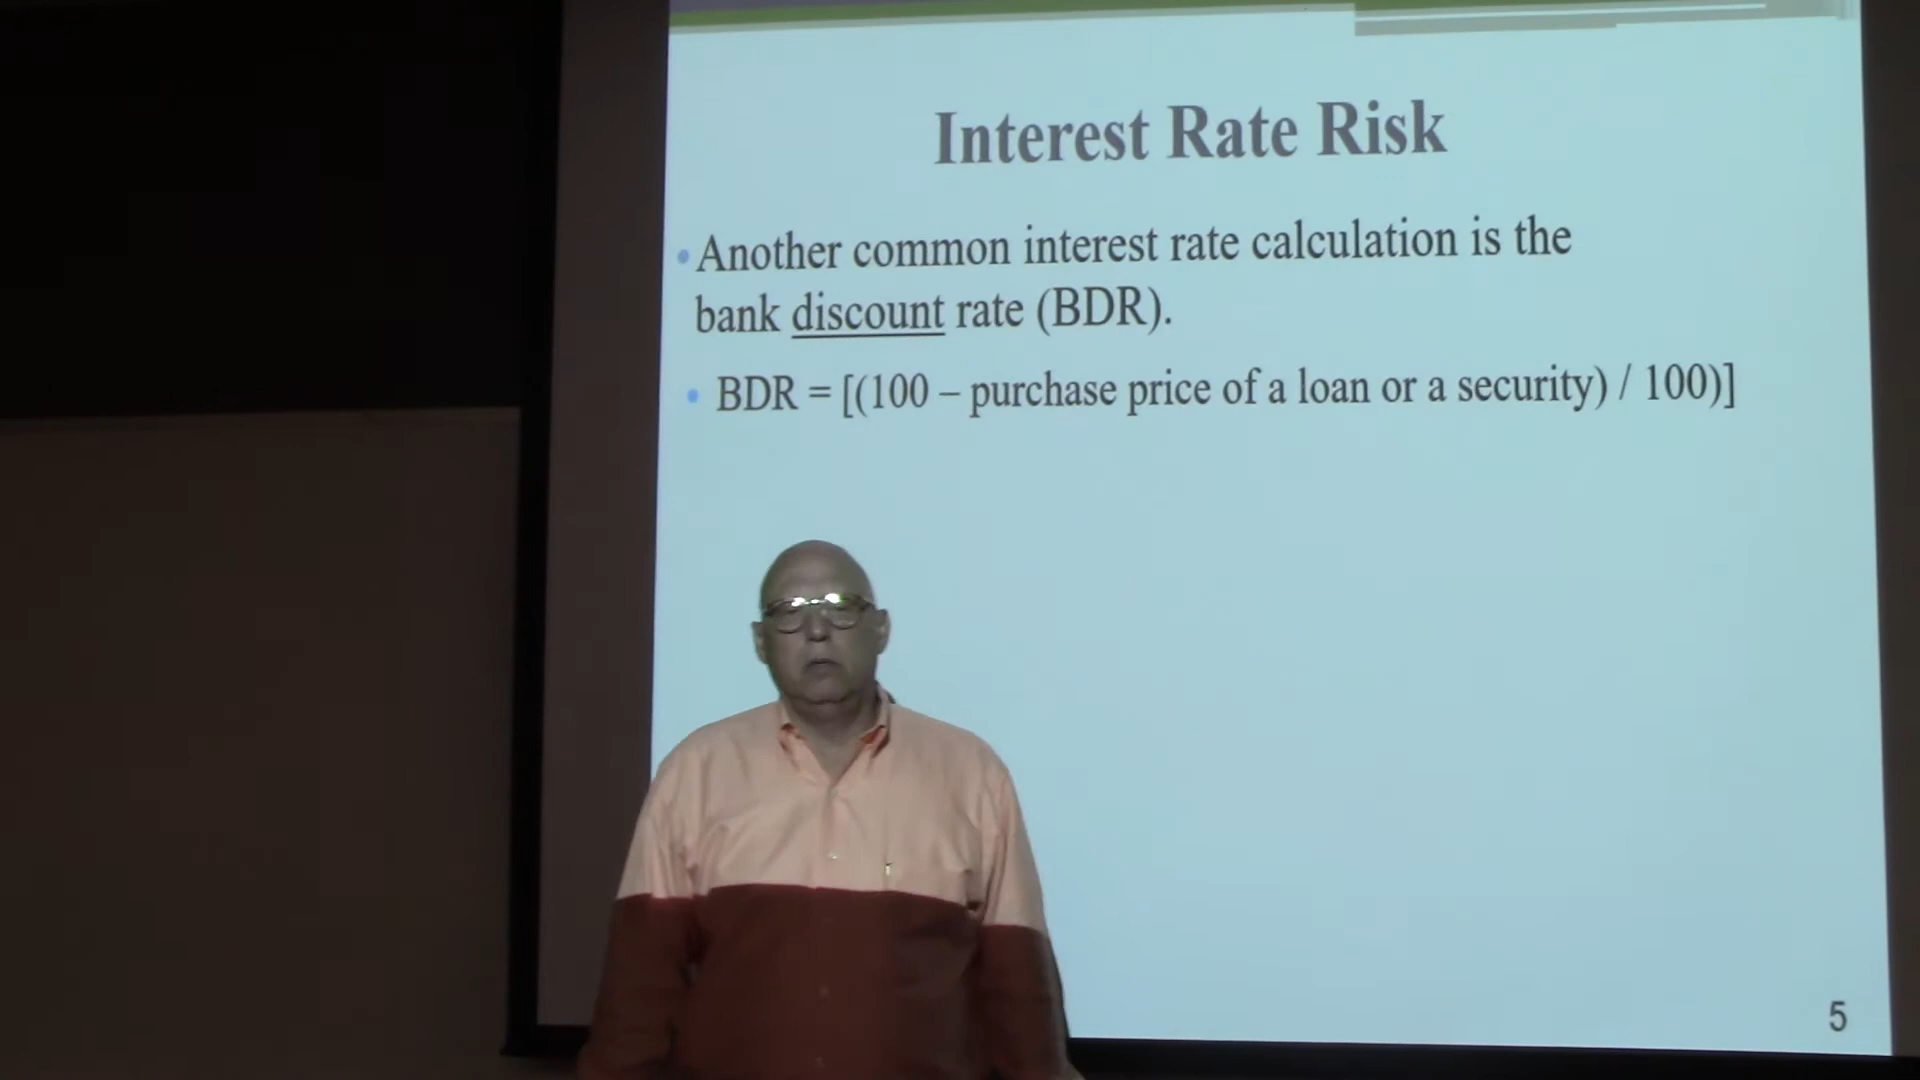 Interest Rate Risk
• Another common interest rate calculation is the
bank discount rate (BDR).
• BDR = [(100 – purchase price of a loan or a security) / 100)]
5